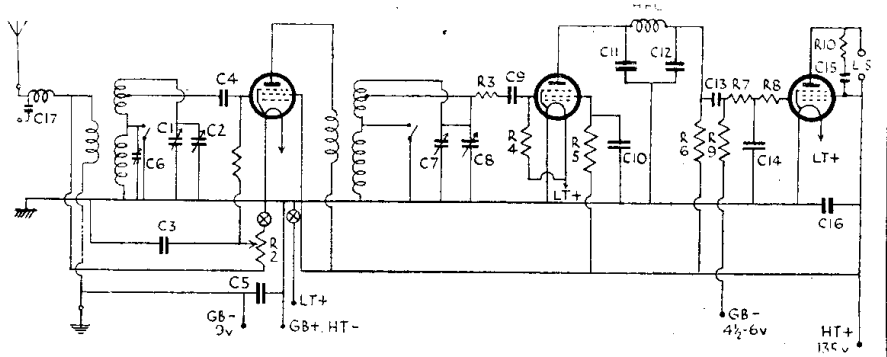 C17
C6
C1
C2
C4
C3
C5
R2
GB-
9v
GB+, HT-
LT+
C7
C8
R3
C9
R4
LT+
R5
C10
C11
C12
R6
C13
R7
R8
R9
C14
GB-
4½-6v
LT+
R10
C15
LS
C16
HT+
135v